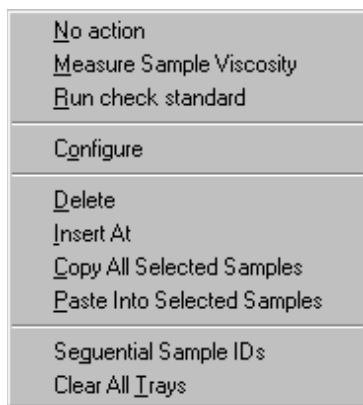 No action
Measure Sample Viscosity
Run check standard
Configure
Delete
Insert At
Copy All Selected Samples
Paste Into Selected Samples
Sequential Sample IDs
Clear All Trays